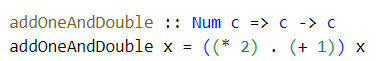 addOneAndDouble :: Num c => c -> c
addOneAndDouble x = ((* 2) . (+ 1)) x